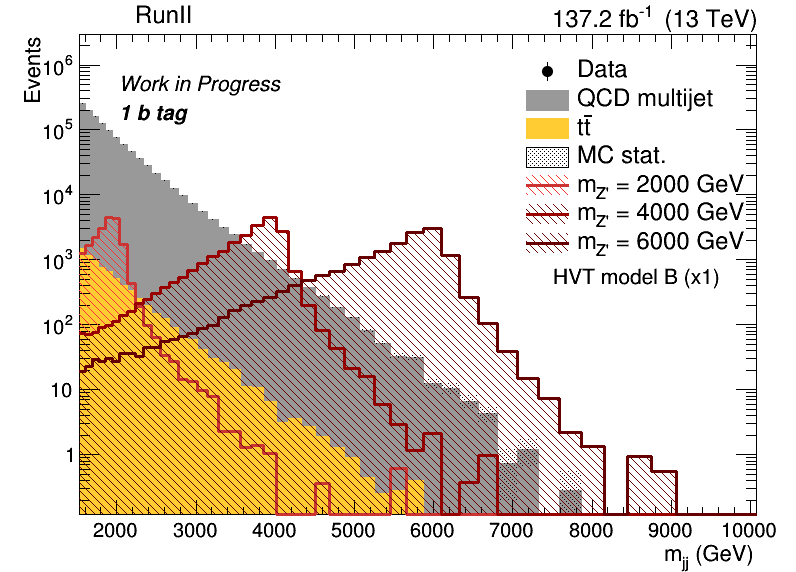 RunII
137.2 fb⁻¹ (13 TeV)
Events
Work in Progress
1 b tag
Data
QCD multijet
tt̄
MC stat.
m_Z' = 2000 GeV
m_Z' = 4000 GeV
m_Z' = 6000 GeV
HVT model B (x1)
10⁶
10⁵
10⁴
10³
10²
10
1
2000 3000 4000 5000 6000 7000 8000 9000 10000
m_jj (GeV)